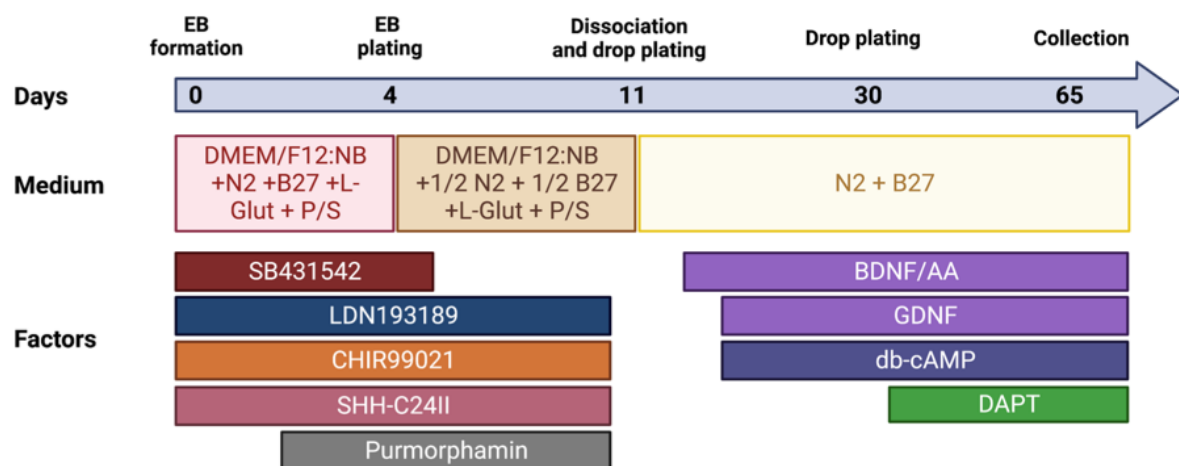 EB
formation
EB
plating
Dissociation
and drop plating
Drop plating
Collection
Days
0
4
11
30
65
Medium
DMEM/F12:NB
+N2 +B27 +L-
Glut + P/S
DMEM/F12:NB
+1/2 N2 + 1/2 B27
+L-Glut + P/S
N2 + B27
Factors
SB431542
LDN193189
CHIR99021
SHH-C24II
Purmorphamin
BDNF/AA
GDNF
db-cAMP
DAPT